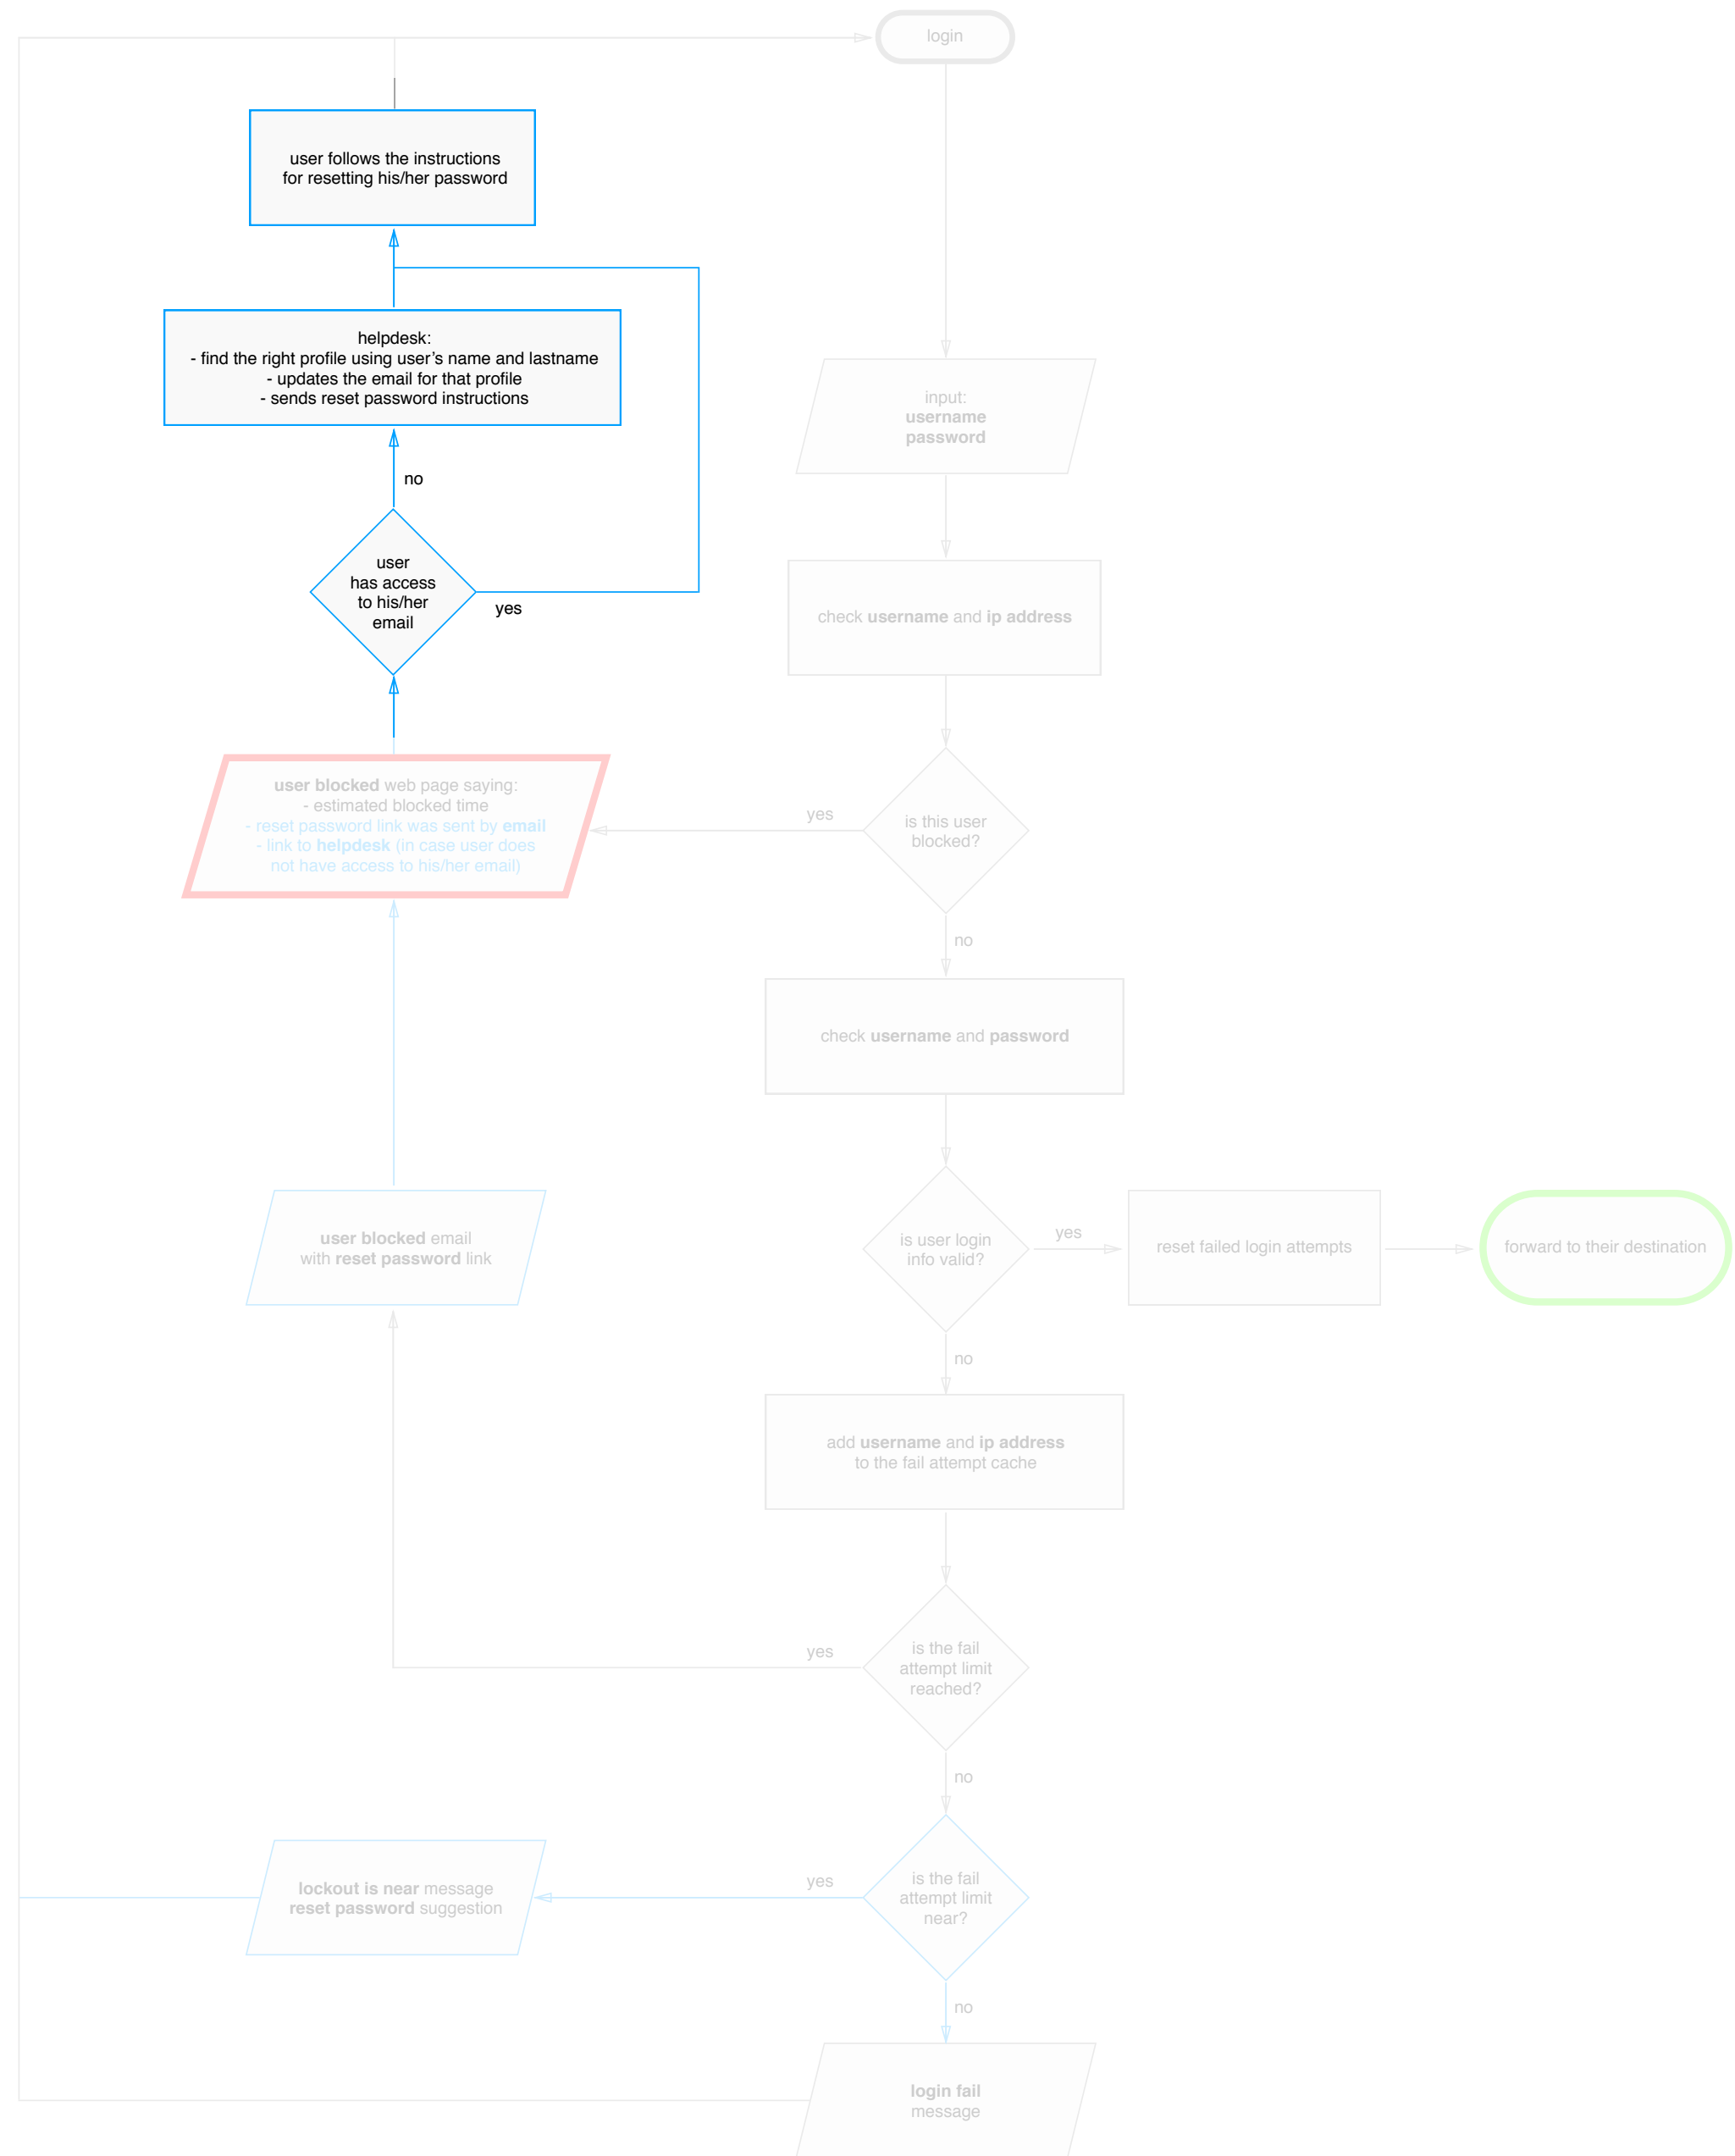 login
user follows the instructions
for resetting his/her password
helpdesk:
- find the right profile using user’s name and lastname
- updates the email for that profile
- sends reset password instructions
input:
username
password
no
user
has access
to his/her
email
yes
check username and ip address
user blocked web page saying:
- estimated blocked time
- reset password link was sent by email
- link to helpdesk (in case user does
not have access to his/her email)
yes
is this user
blocked?
no
check username and password
user blocked email
with reset password link
is user login
info valid?
yes
reset failed login attempts
forward to their destination
no
add username and ip address
to the fail attempt cache
yes
is the fail
attempt limit
reached?
no
lockout is near message
reset password suggestion
yes
is the fail
attempt limit
near?
no
login fail
message